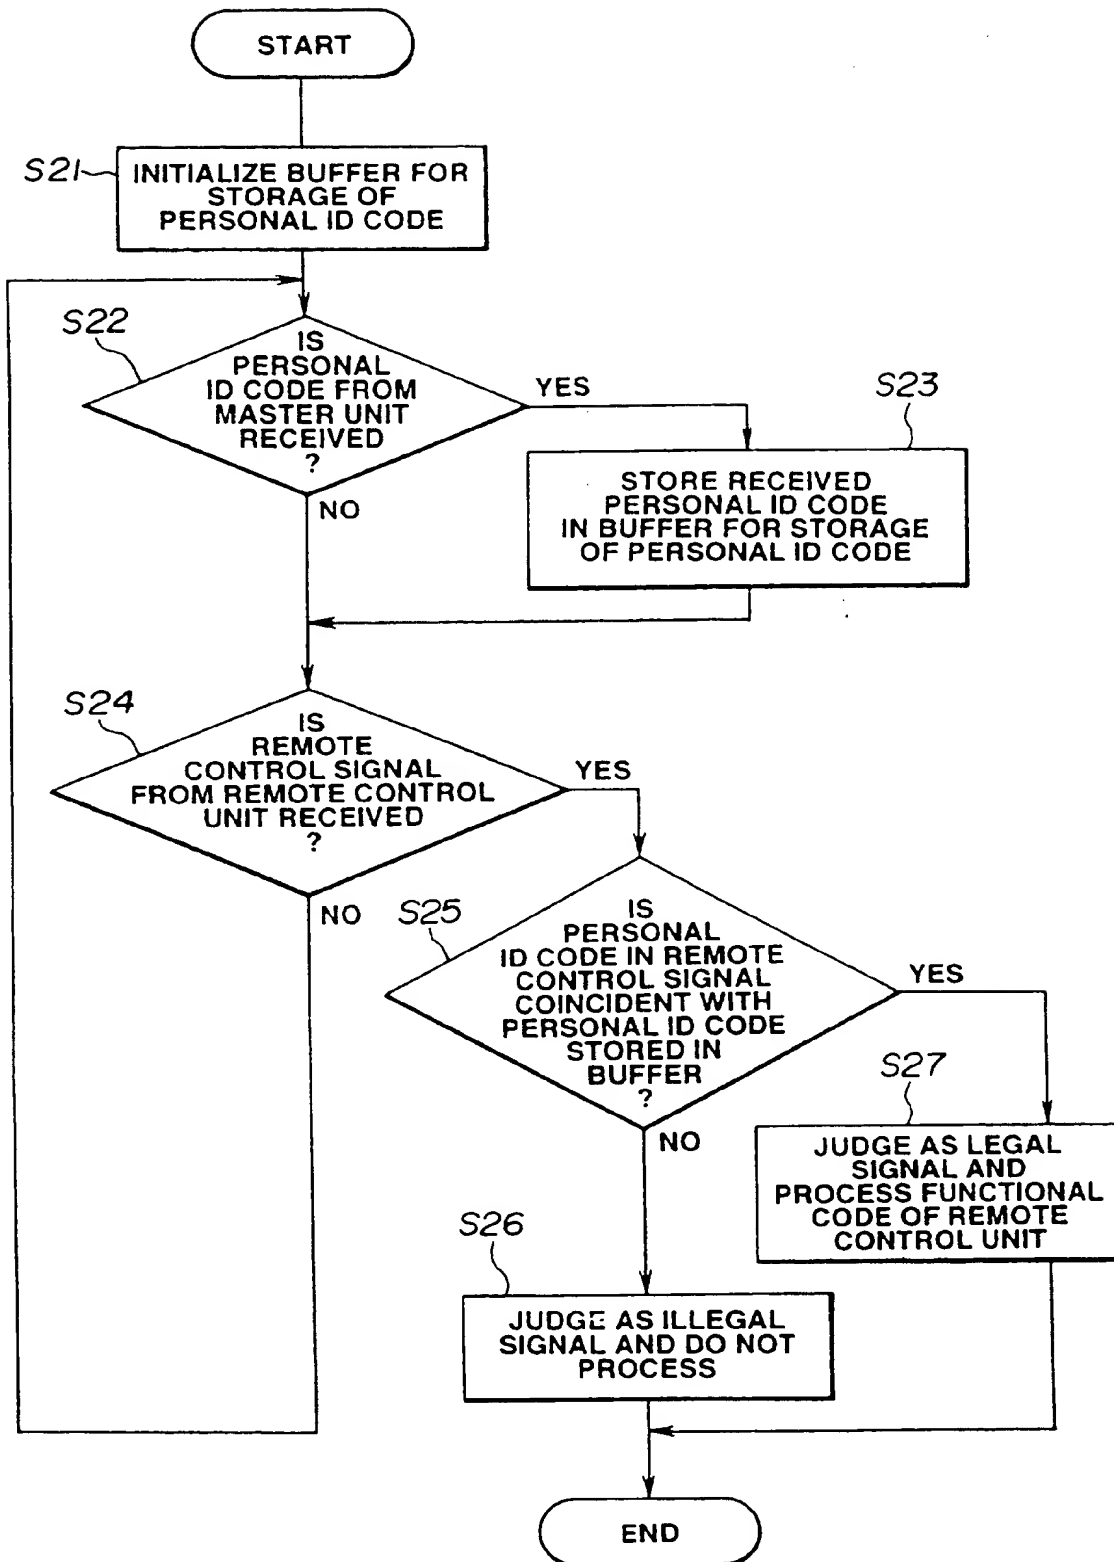 START
S21
INITIALIZE BUFFER FOR
STORAGE OF
PERSONAL ID CODE
S22
IS
PERSONAL
ID CODE FROM
MASTER UNIT
RECEIVED
?
YES
NO
S23
STORE RECEIVED
PERSONAL ID CODE
IN BUFFER FOR STORAGE
OF PERSONAL ID CODE
S24
IS
REMOTE
CONTROL SIGNAL
FROM REMOTE CONTROL
UNIT RECEIVED
?
YES
NO
S25
IS
PERSONAL
ID CODE IN REMOTE
CONTROL SIGNAL
COINCIDENT WITH
PERSONAL ID CODE
STORED IN
BUFFER
?
YES
NO
S27
JUDGE AS LEGAL
SIGNAL AND
PROCESS FUNCTIONAL
CODE OF REMOTE
CONTROL UNIT
S26
JUDGE AS ILLEGAL
SIGNAL AND DO NOT
PROCESS
END